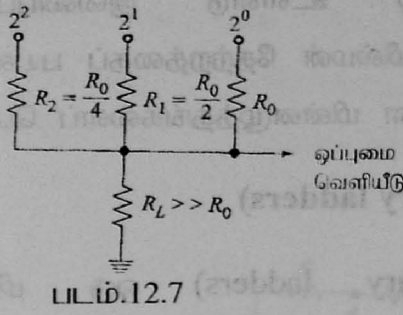 2² 2¹ 2⁰
R₂ = R₀/4 R₁ = R₀/2 R₀
ஒப்புமை
வெளியீடு
R_L >> R₀
படம்.12.7